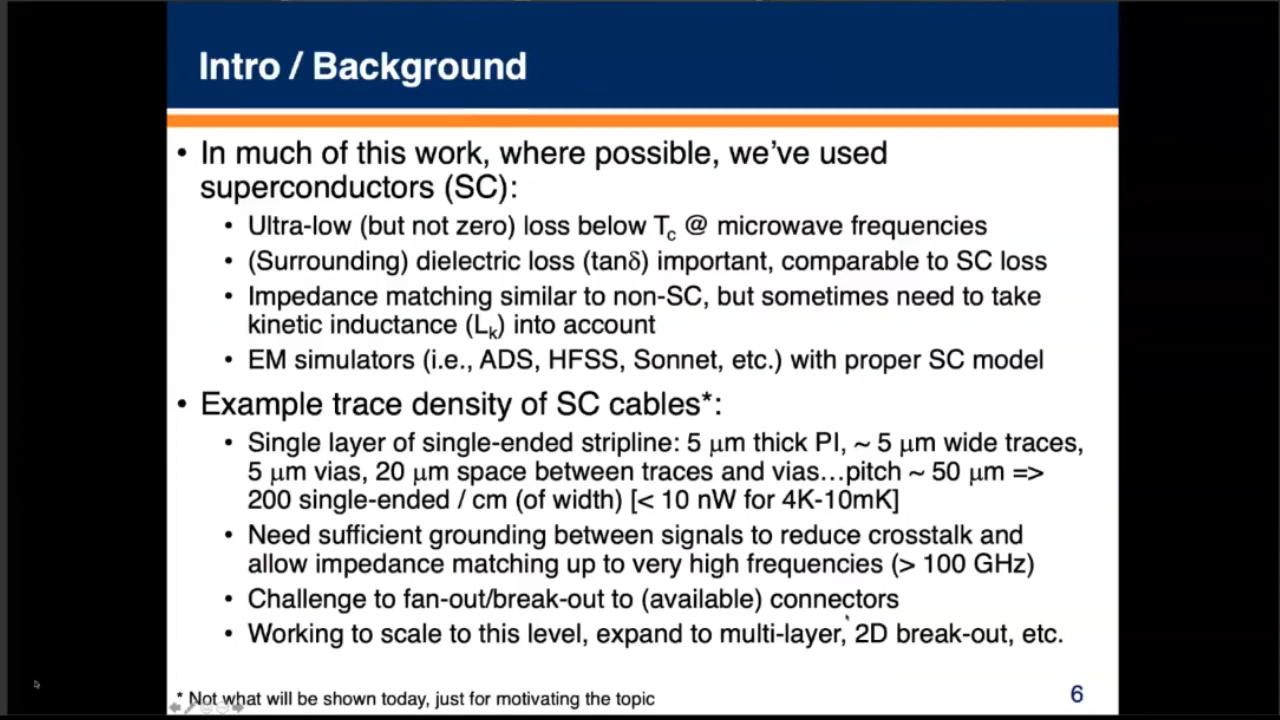 Intro / Background
• In much of this work, where possible, we've used
superconductors (SC):
• Ultra-low (but not zero) loss below Tc @ microwave frequencies
• (Surrounding) dielectric loss (tanδ) important, comparable to SC loss
• Impedance matching similar to non-SC, but sometimes need to take
kinetic inductance (Lk) into account
• EM simulators (i.e., ADS, HFSS, Sonnet, etc.) with proper SC model
• Example trace density of SC cables*:
• Single layer of single-ended stripline: 5 μm thick PI, ~ 5 μm wide traces,
5 μm vias, 20 μm space between traces and vias…pitch ~ 50 μm =>
200 single-ended / cm (of width) [< 10 nW for 4K-10mK]
• Need sufficient grounding between signals to reduce crosstalk and
allow impedance matching up to very high frequencies (> 100 GHz)
• Challenge to fan-out/break-out to (available) connectors
• Working to scale to this level, expand to multi-layer, 2D break-out, etc.
* Not what will be shown today, just for motivating the topic
6